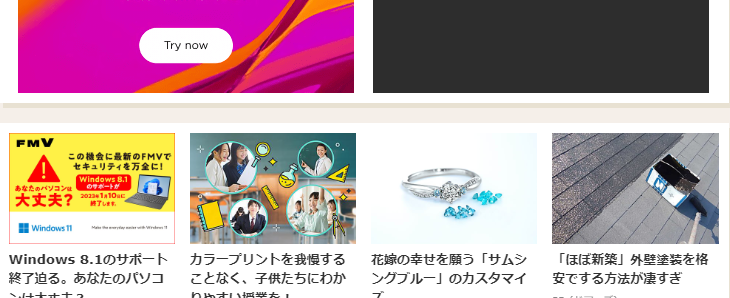 Try now
FMV
この機会に最新のFMVで
セキュリティを万全に!
あなたのパソコンは
大丈夫?
Windows 8.1
のサポートが
2023年1月10日に
終了します。
Windows 11
Make the everyday easier with Windows 11
Windows 8.1のサポート
終了迫る。あなたのパソコ
ンは大丈夫?
カラープリントを我慢する
ことなく、子供たちにわか
りやすい授業を!
花嫁の幸せを願う「サムシ
ングブルー」のカスタマイ
ズ
「ほぼ新築」外壁塗装を格
安でする方法が凄すぎ